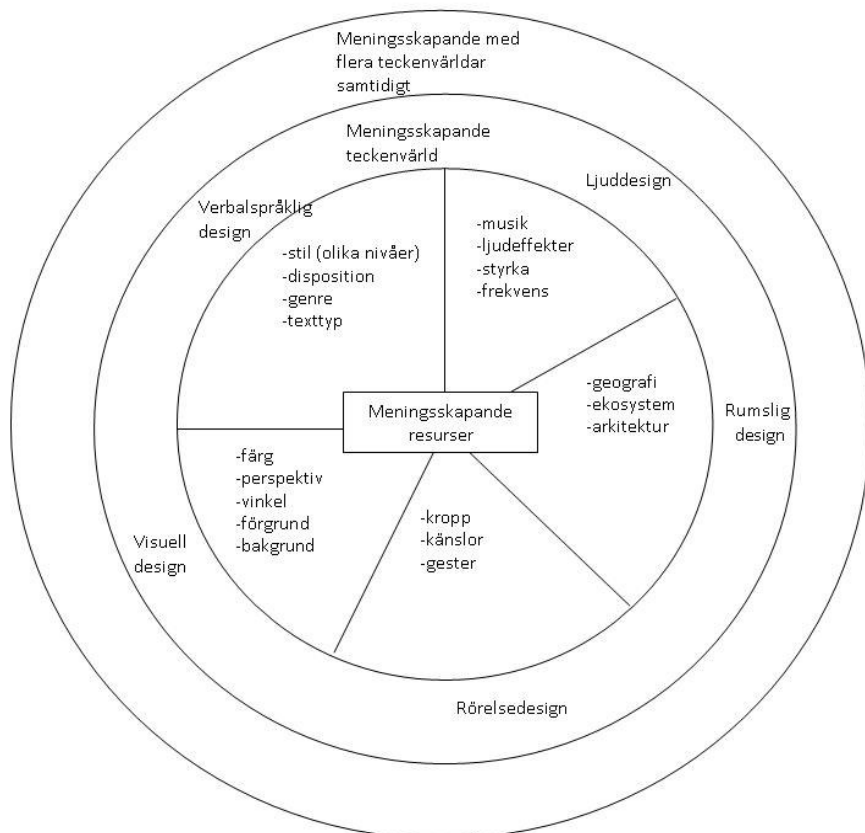 Meningsskapande med
flera teckenvärldar
samtidigt
Meningsskapande
teckenvärld
Verbalspråklig
design
-stil (olika nivåer)
-disposition
-genre
-texttyp
Ljuddesign
-musik
-ljudeffekter
-styrka
-frekvens
-geografi
-ekosystem
-arkitektur
Rumslig
design
Meningsskapande
resurser
-färg
-perspektiv
-vinkel
-förgrund
-bakgrund
Visuell
design
-kropp
-känslor
-gester
Rörelsedesign